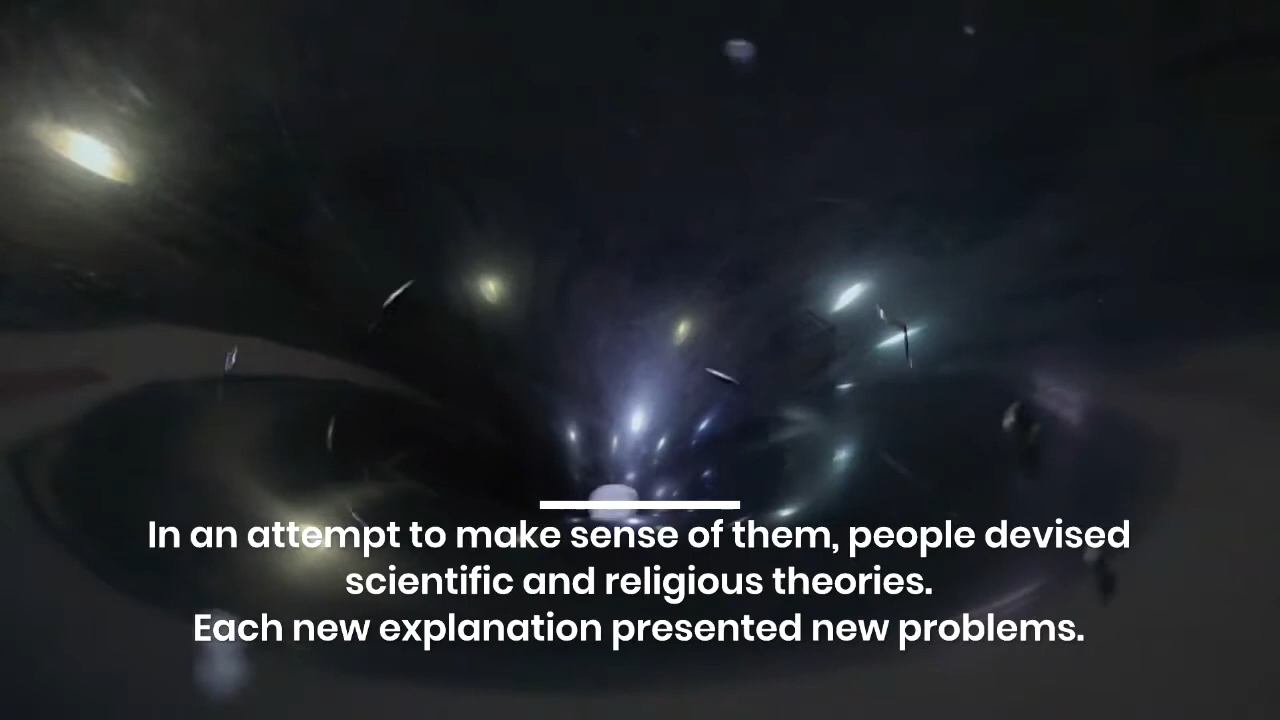 In an attempt to make sense of them, people devised
scientific and religious theories.
Each new explanation presented new problems.